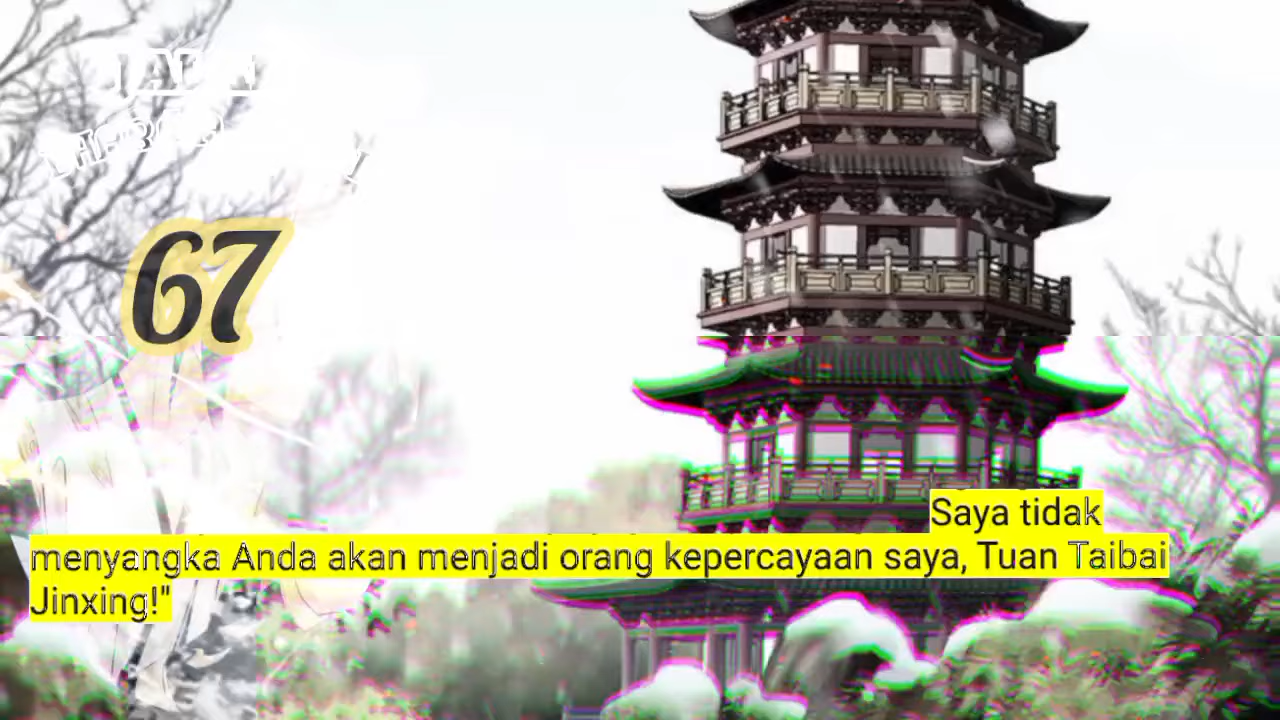 67
Saya tidak
menyangka Anda akan menjadi orang kepercayaan saya, Tuan Taibai
Jinxing!"